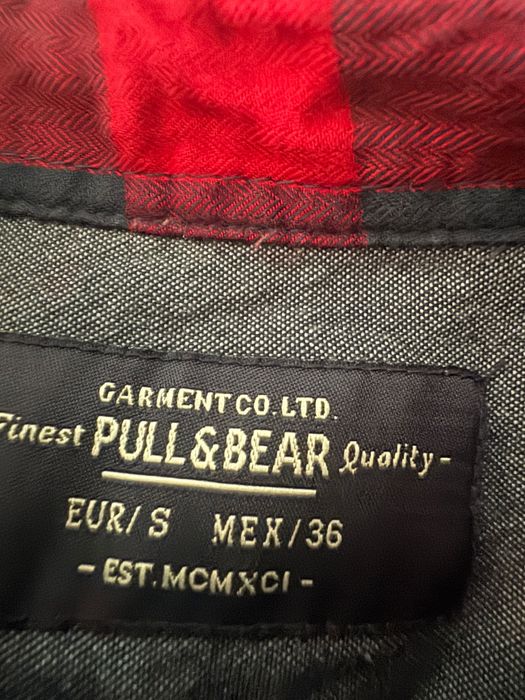 GARMENT CO. LTD.
Finest PULL&BEAR Quality -
EUR/S MEX/36
- EST.MCMXCI -